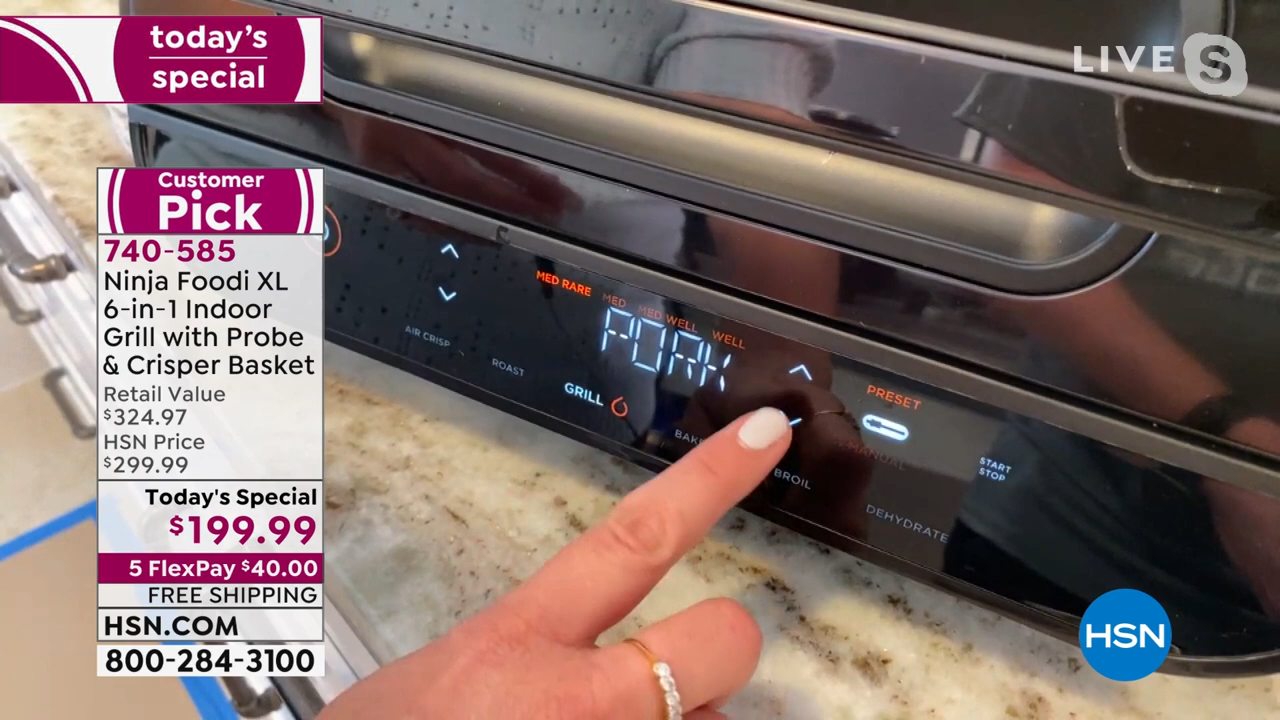 today's
special
Customer
Pick
740-585
Ninja Foodi XL
6-in-1 Indoor
Grill with Probe
& Crisper Basket
Retail Value
$324.97
HSN Price
$299.99
Today's Special
$199.99
5 FlexPay $40.00
FREE SHIPPING
HSN.COM
800-284-3100
LIVE S
MED RARE MED MED WELL WELL
PORK
AIR CRISP
ROAST
GRILL
BAKE
BROIL
DEHYDRATE
PRESET
MANUAL
START
STOP
HSN